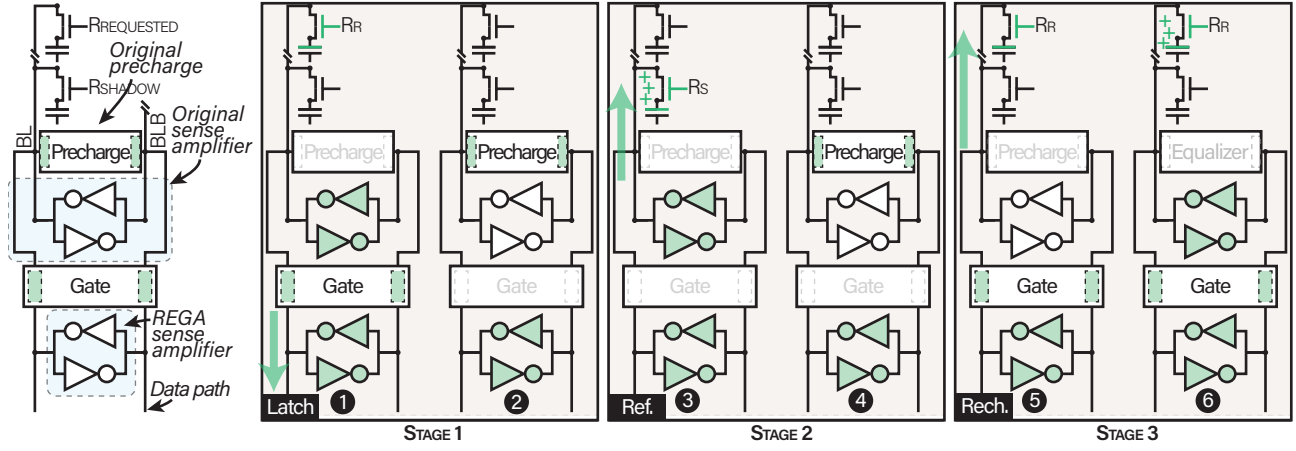 RREQUESTED
Original
precharge
RSHADOW
Original
sense
amplifier
BL
BLB
Precharge
Gate
REGA
sense
amplifier
Data path
RR
Precharge
Gate
Latch
1
Precharge
Gate
2
STAGE 1
RS
Precharge
Gate
Ref.
3
Precharge
Gate
4
STAGE 2
RR
Precharge
Gate
Rech.
5
RR
Equalizer
Gate
6
STAGE 3